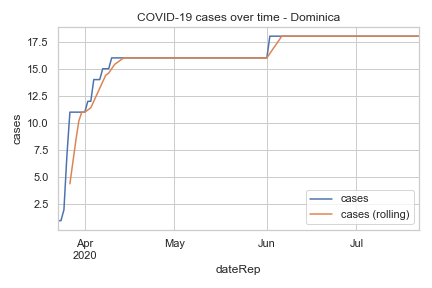 COVID-19 cases over time - Dominica
cases
17.5
15.0
12.5
10.0
7.5
5.0
2.5
cases
cases (rolling)
Apr
2020
May
Jun
Jul
dateRep